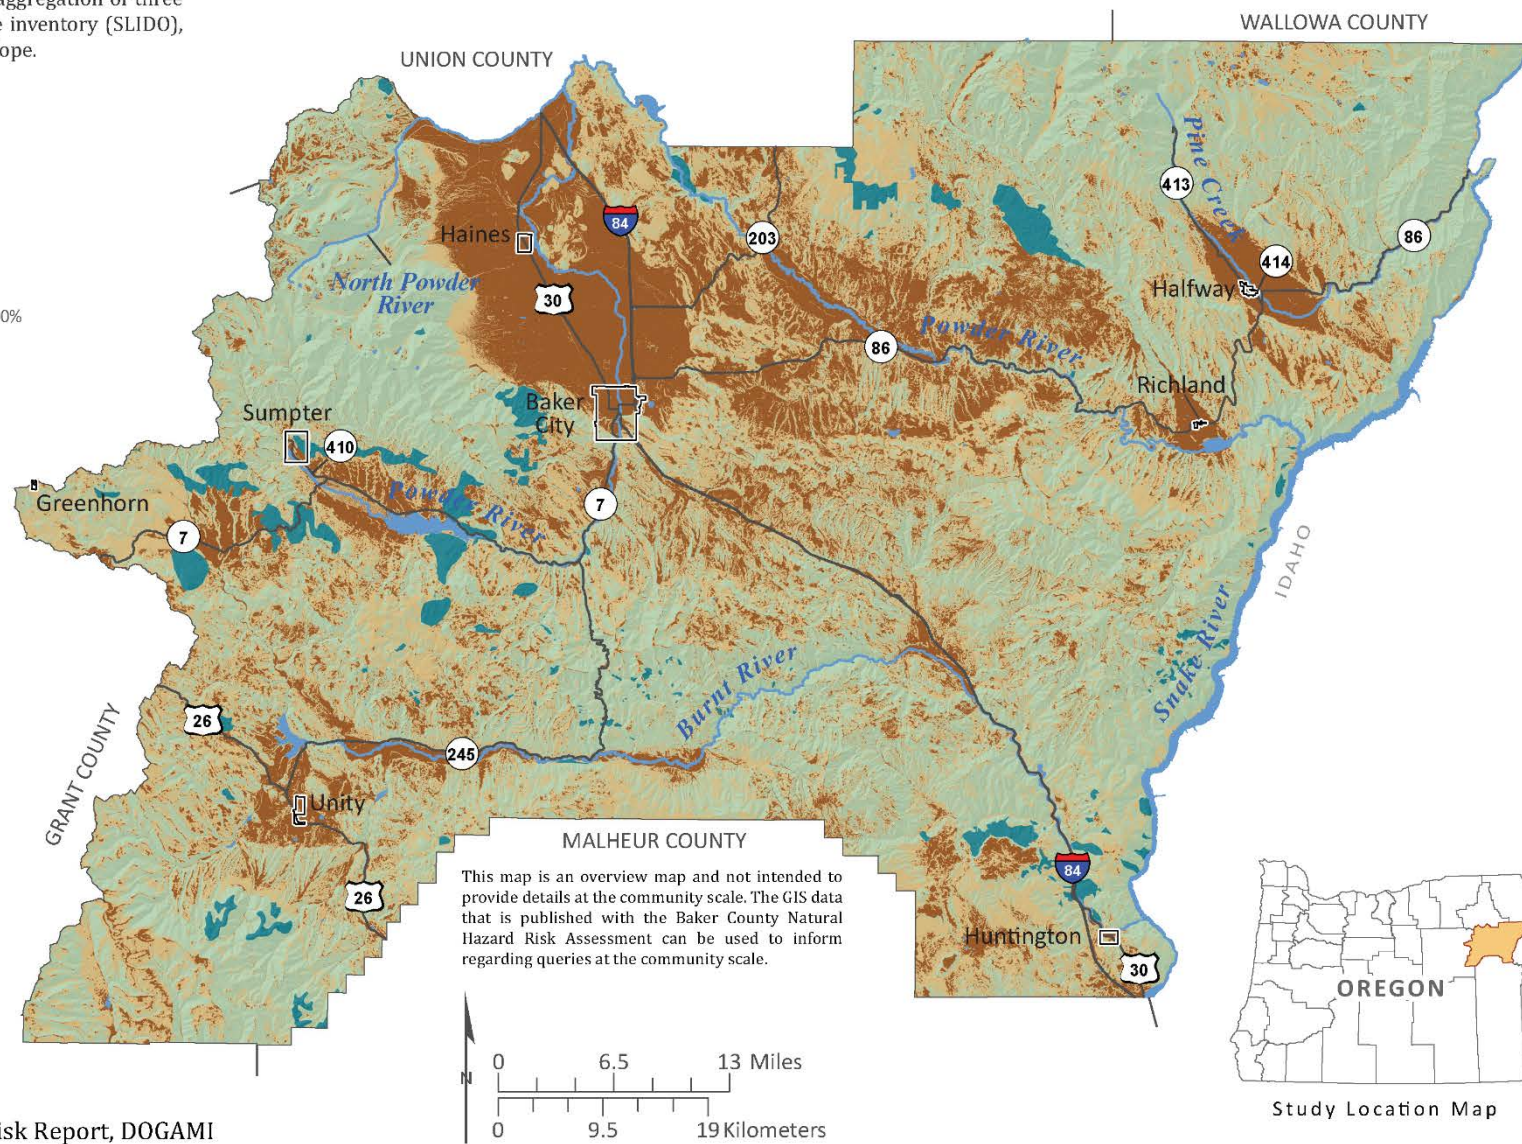 aggregation of three
e inventory (SLIDO),
ope.
WALLOWA COUNTY
UNION COUNTY
Pine Creek
413
84
Haines
203
86
414
North Powder
River
30
Halfway
0%
Powder River
86
Richland
Baker
City
Sumpter
410
Powder River
Greenhorn
7
7
IDAHO
Snake River
Burnt River
26
GRANT COUNTY
245
Unity
MALHEUR COUNTY
This map is an overview map and not intended to
provide details at the community scale. The GIS data
that is published with the Baker County Natural
Hazard Risk Assessment can be used to inform
regarding queries at the community scale.
84
26
Huntington
30
OREGON
N
0 6.5 13 Miles
0 9.5 19 Kilometers
Study Location Map
isk Report, DOGAMI